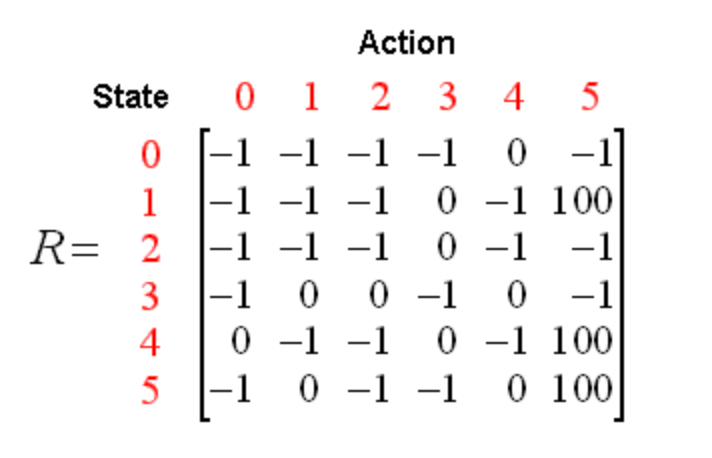 Action
State 0 1 2 3 4 5
0 −1 −1 −1 −1 0 −1
1 −1 −1 −1 0 −1 100
R= 2 −1 −1 −1 0 −1 −1
3 −1 0 0 −1 0 −1
4 0 −1 −1 0 −1 100
5 −1 0 −1 −1 0 100